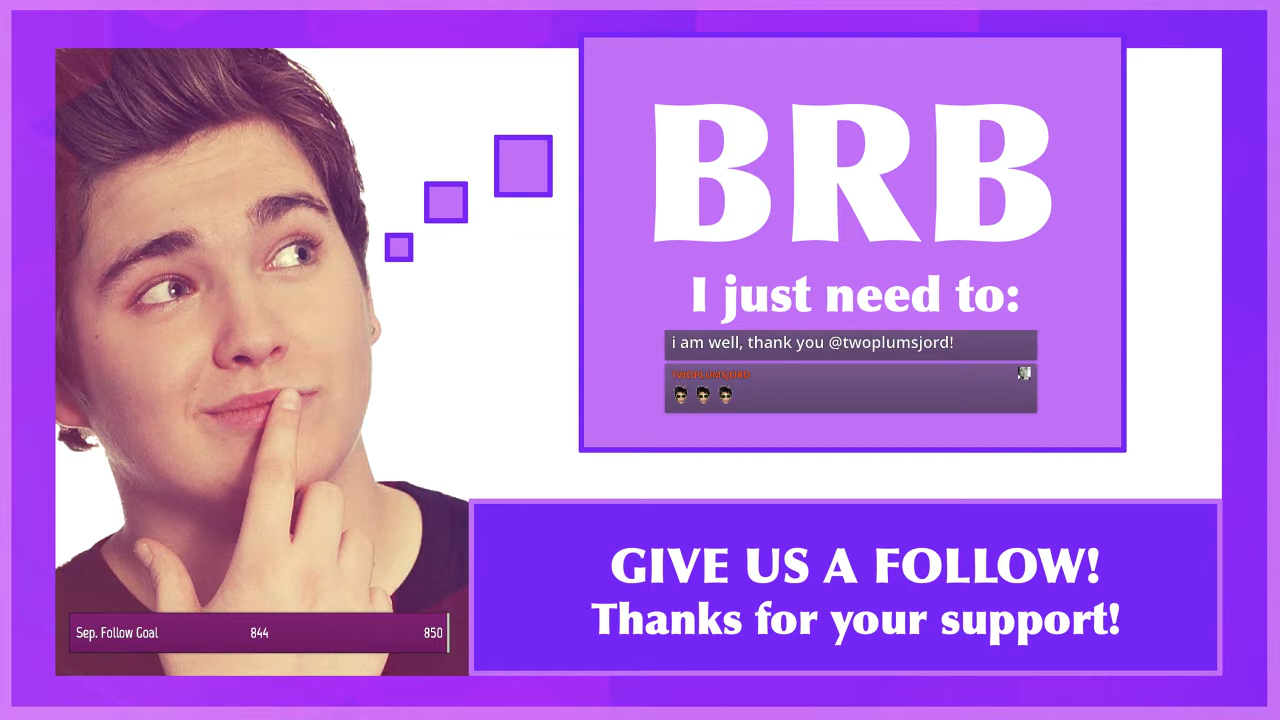 BRB
I just need to:
i am well, thank you @twoplumsjord!
TWOPLUMSJORD
GIVE US A FOLLOW!
Thanks for your support!
Sep. Follow Goal 844 850